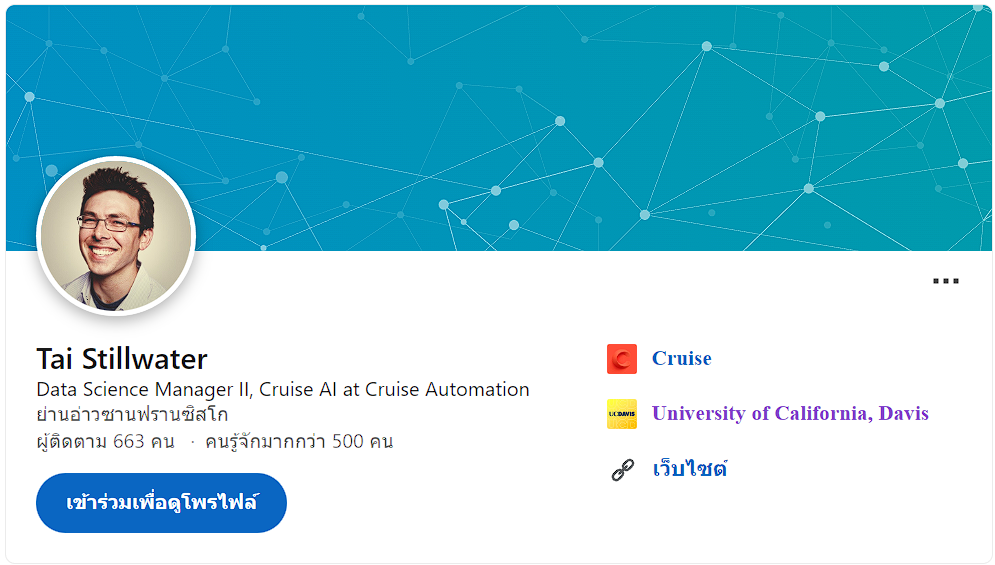 Tai Stillwater
Data Science Manager II, Cruise AI at Cruise Automation
ย่านอ่าวซานฟรานซิสโก
ผู้ติดตาม 663 คน · คนรู้จักมากกว่า 500 คน
เข้าร่วมเพื่อดูโพรไฟล์
C
Cruise
UCDAVIS
University of California, Davis
เว็บไซต์